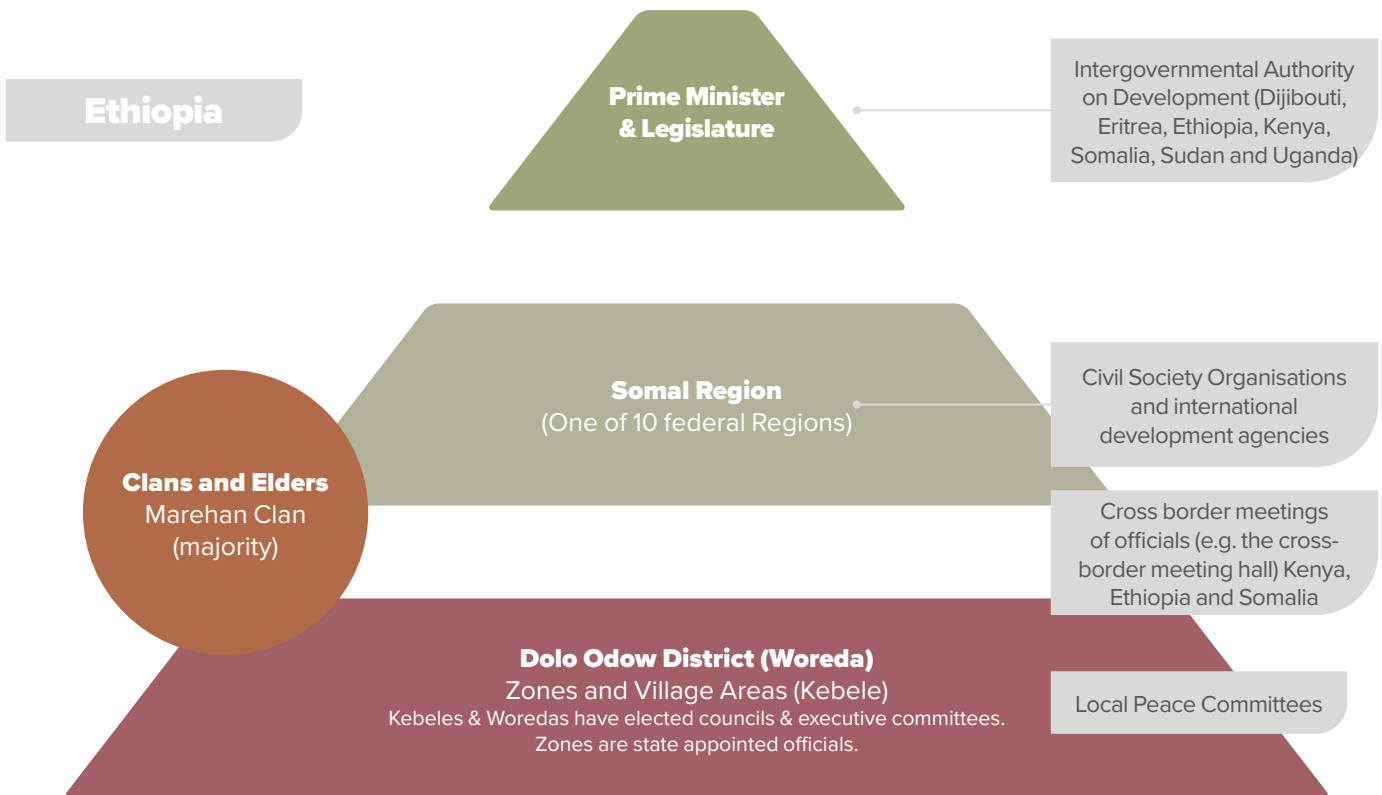 Ethiopia
Prime Minister
& Legislature
Intergovernmental Authority
on Development (Dijibouti,
Eritrea, Ethiopia, Kenya,
Somalia, Sudan and Uganda)
Somal Region
(One of 10 federal Regions)
Civil Society Organisations
and international
development agencies
Clans and Elders
Marehan Clan
(majority)
Cross border meetings
of officials (e.g. the cross-
border meeting hall) Kenya,
Ethiopia and Somalia
Dolo Odow District (Woreda)
Zones and Village Areas (Kebele)
Kebeles & Woredas have elected councils & executive committees.
Zones are state appointed officials.
Local Peace Committees